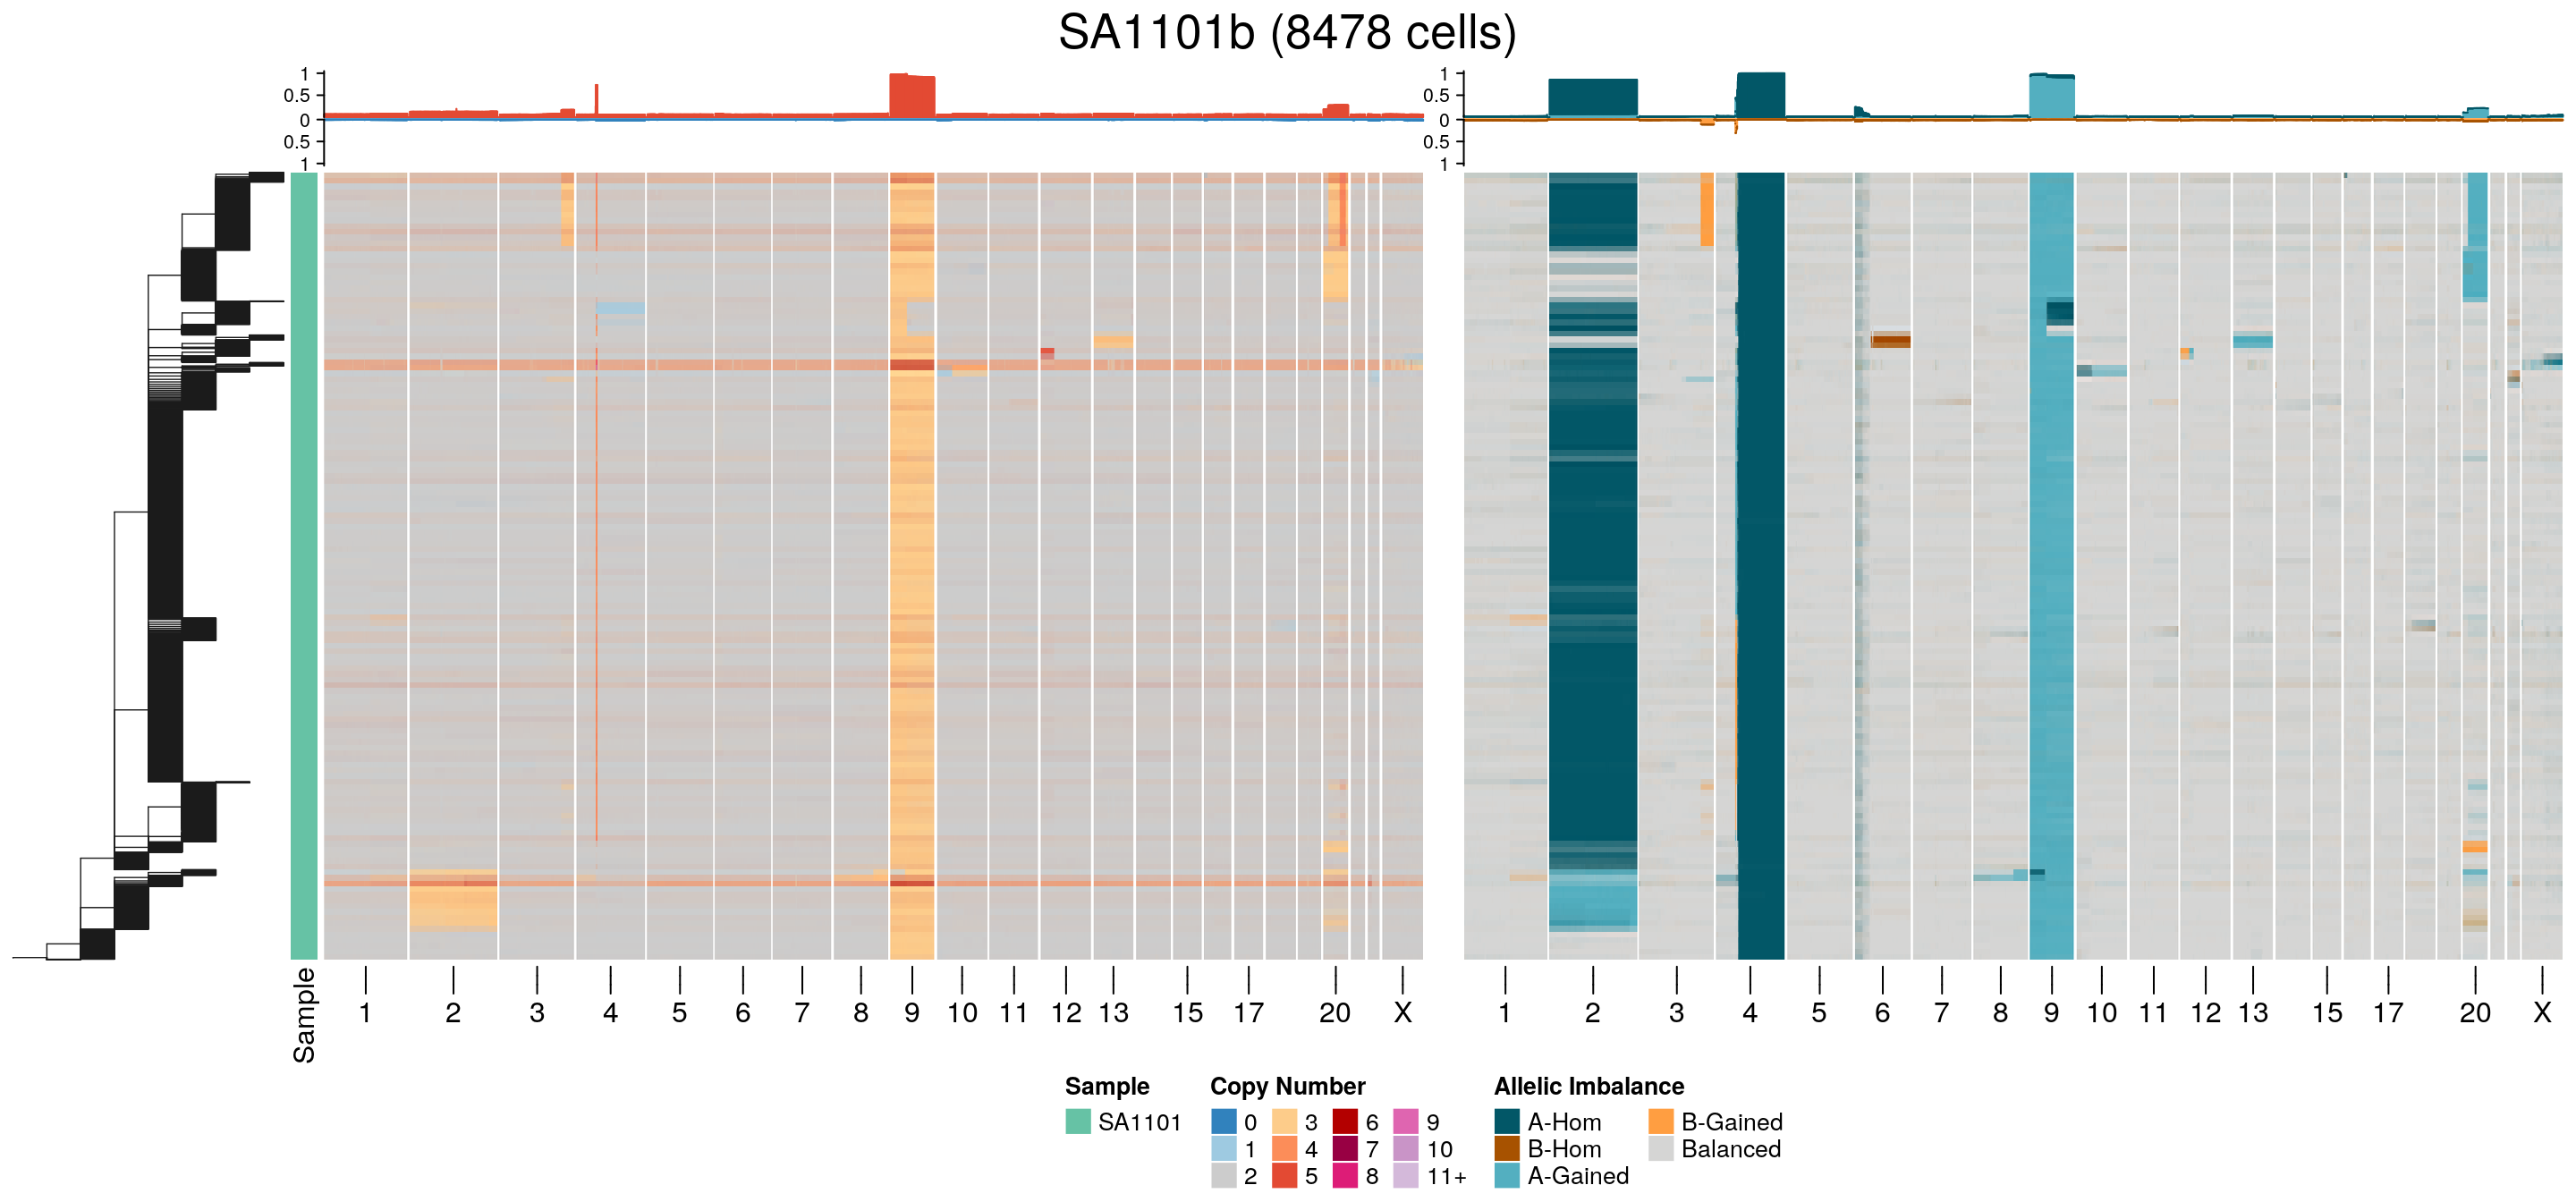 SA1101b (8478 cells)
1
0.5
0
0.5
1
1
0.5
0
0.5
1
Sample
1 2 3 4 5 6 7 8 9 10 11 12 13 15 17 20 X
1 2 3 4 5 6 7 8 9 10 11 12 13 15 17 20 X
Sample
SA1101
Copy Number
0 3 6 9
1 4 7 10
2 5 8 11+
Allelic Imbalance
A-Hom B-Gained
B-Hom Balanced
A-Gained